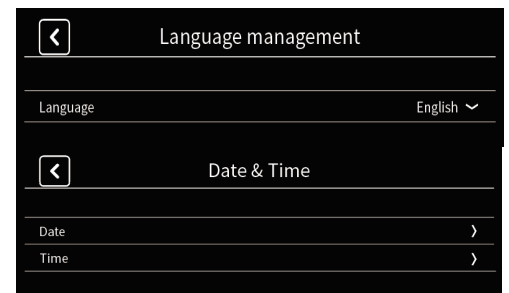 Language management
Language English
Date & Time
Date
Time